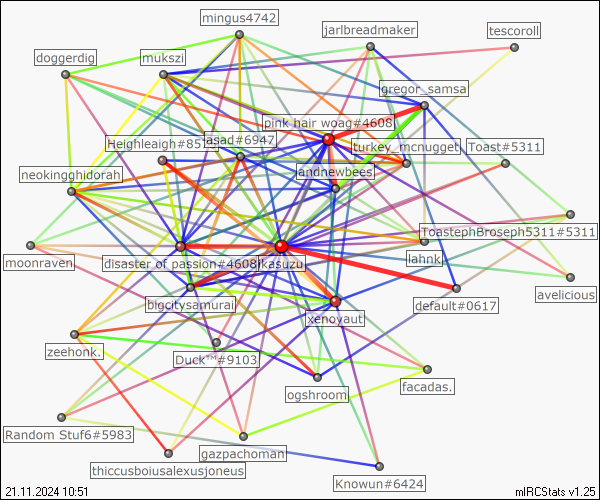 mingus4742
jarlbreadmaker
tescoroll
doggerdig
mukszi
gregor_samsa
pink hair woag#4608
Heighleaigh#857
asad#6947
turkey_mcnugget
Toast#5311
neokingghidorah
landnewbees
ToastephBroseph5311#5311
moonraven
disaster of passion#4608
kasuzu
lahnk
bigcitysamurai
default#0617
avelicious
xenoyaut
zeehonk.
Duck™#9103
ogshroom
facadas.
Random Stuf6#5983
gazpachoman
thiccusboiusalexusjoneus
Knowun#6424
21.11.2024 10:51
mIRCStats v1.25